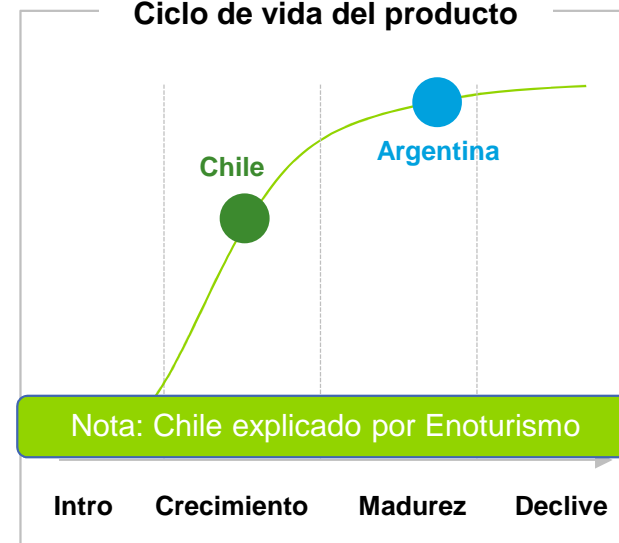 Ciclo de vida del producto
Chile
Argentina
Nota: Chile explicado por Enoturismo
Intro Crecimiento Madurez Declive